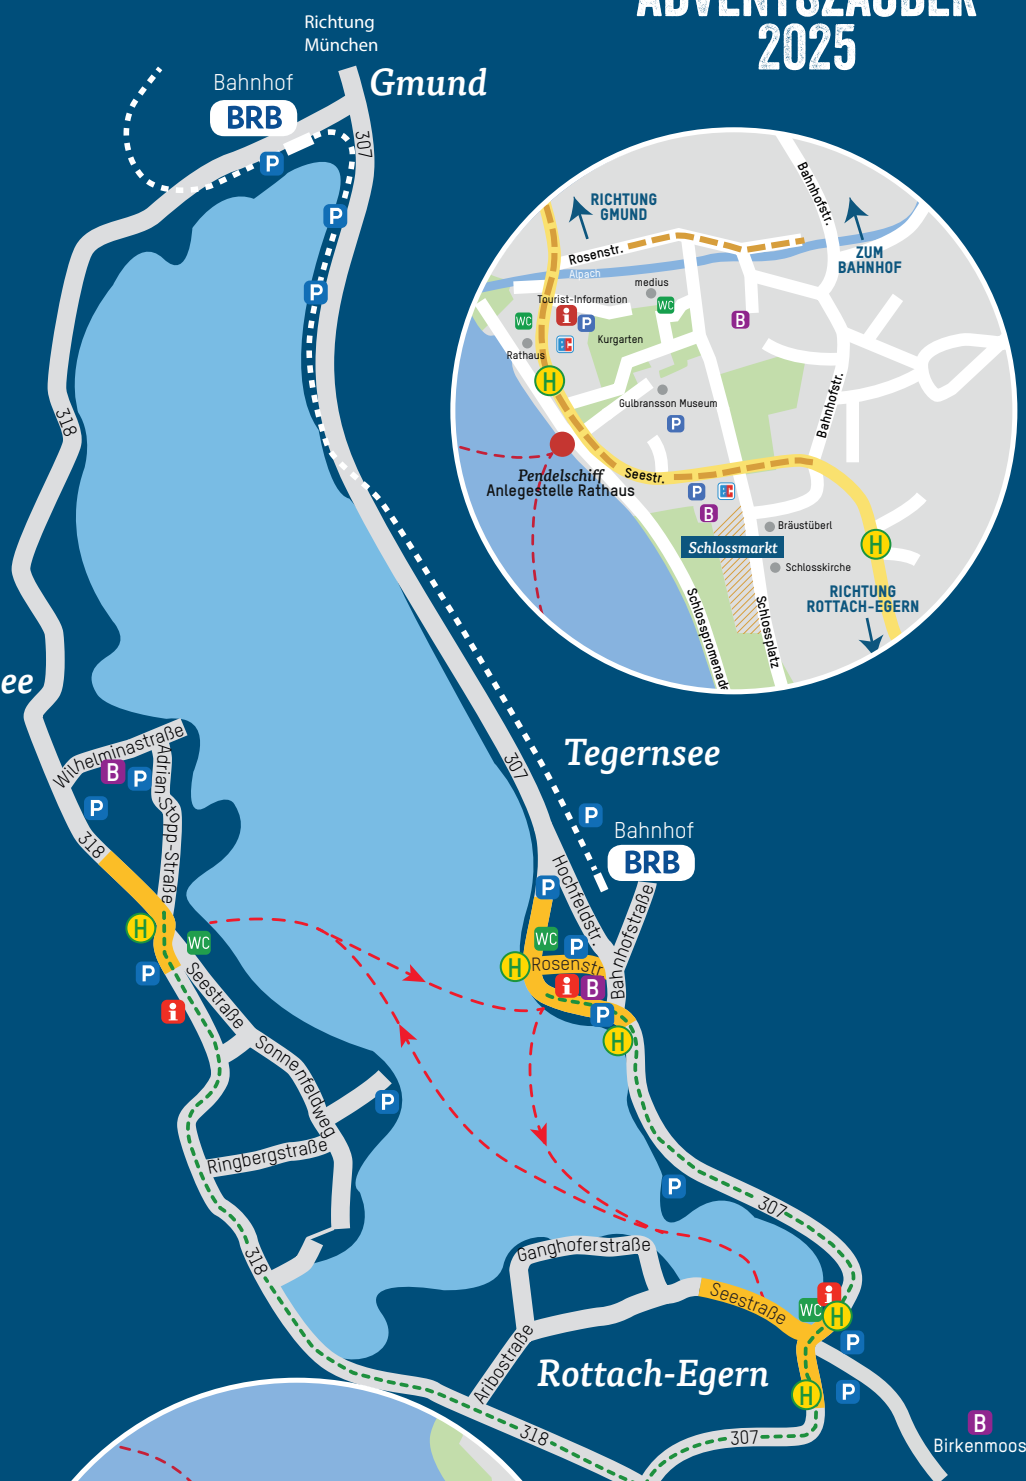 ADVENTSZAUBER
2025
Richtung
München
Gmund
Bahnhof
BRB
P
307
P
P
318
RICHTUNG
GMUND
Bahnhofstr.
ZUM
BAHNHOF
Rosenstr.
Alpach
medius
Tourist-Information
WC
WC
i
P
B
Kurgarten
Rathaus
H
Gulbransson Museum
P
Bahnhofstr.
Pendelschiff
Anlegestelle Rathaus
Seestr.
P
B
Bräustüberl
Schlossmarkt
H
Schlosskirche
RICHTUNG
ROTTACH-EGERN
Schlosspromenade
Schlossplatz
ee
Wilhelminastraße
B
P
P
Adrian-Stopp-Straße
318
307
Tegernsee
P
Bahnhof
BRB
Hochfeldstr.
Bahnhofstraße
P
H
WC
P
WC
P
H
Rosenstr.
i
B
P
H
i
Seestraße
Sonnenfeldweg
P
Ringbergstraße
318
P
307
Ganghoferstraße
Seestraße
i
WC
H
P
Aribostraße
Rottach-Egern
H
P
B
Birkenmoos
318
307